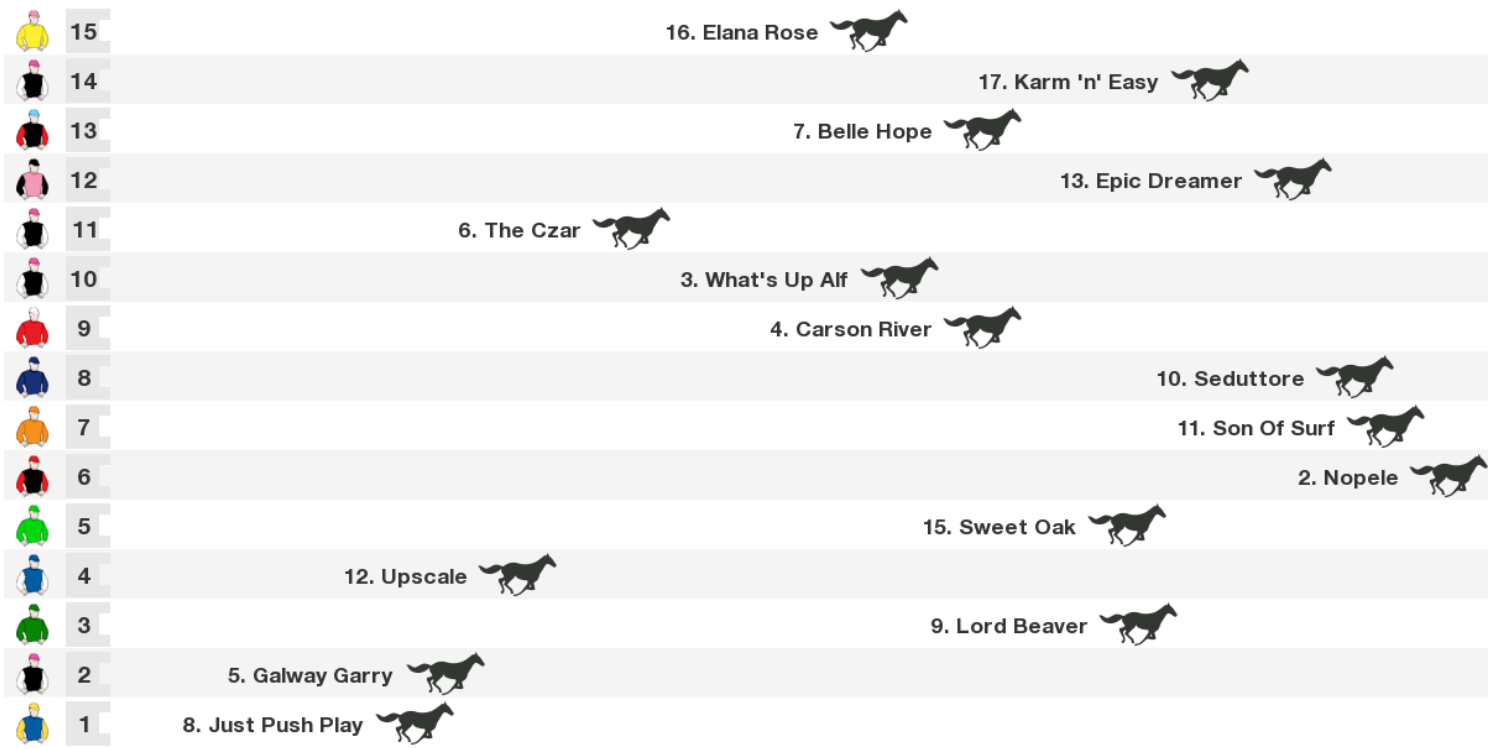 15 16. Elana Rose
14 17. Karm 'n' Easy
13 7. Belle Hope
12 13. Epic Dreamer
11 6. The Czar
10 3. What's Up Alf
9 4. Carson River
8 10. Seduttore
7 11. Son Of Surf
6 2. Nopele
5 15. Sweet Oak
4 12. Upscale
3 9. Lord Beaver
2 5. Galway Garry
1 8. Just Push Play